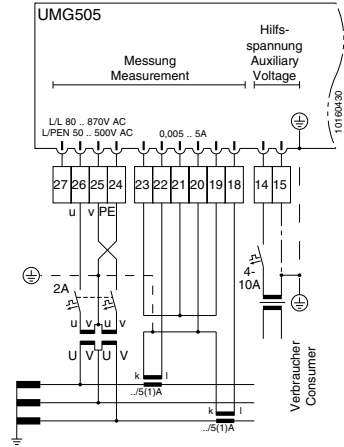 UMG505
Hilfs-
spannung
Auxiliary
Voltage
Messung
Measurement
10160430
L/L 80 .. 870V AC
L/PEN 50 .. 500V AC
0,005 .. 5A
27 26 25 24 23 22 21 20 19 18 14 15
u v PE
2A
4-
10A
u v u v
U V U V
k l
../5(1)A
k l
../5(1)A
Verbraucher
Consumer